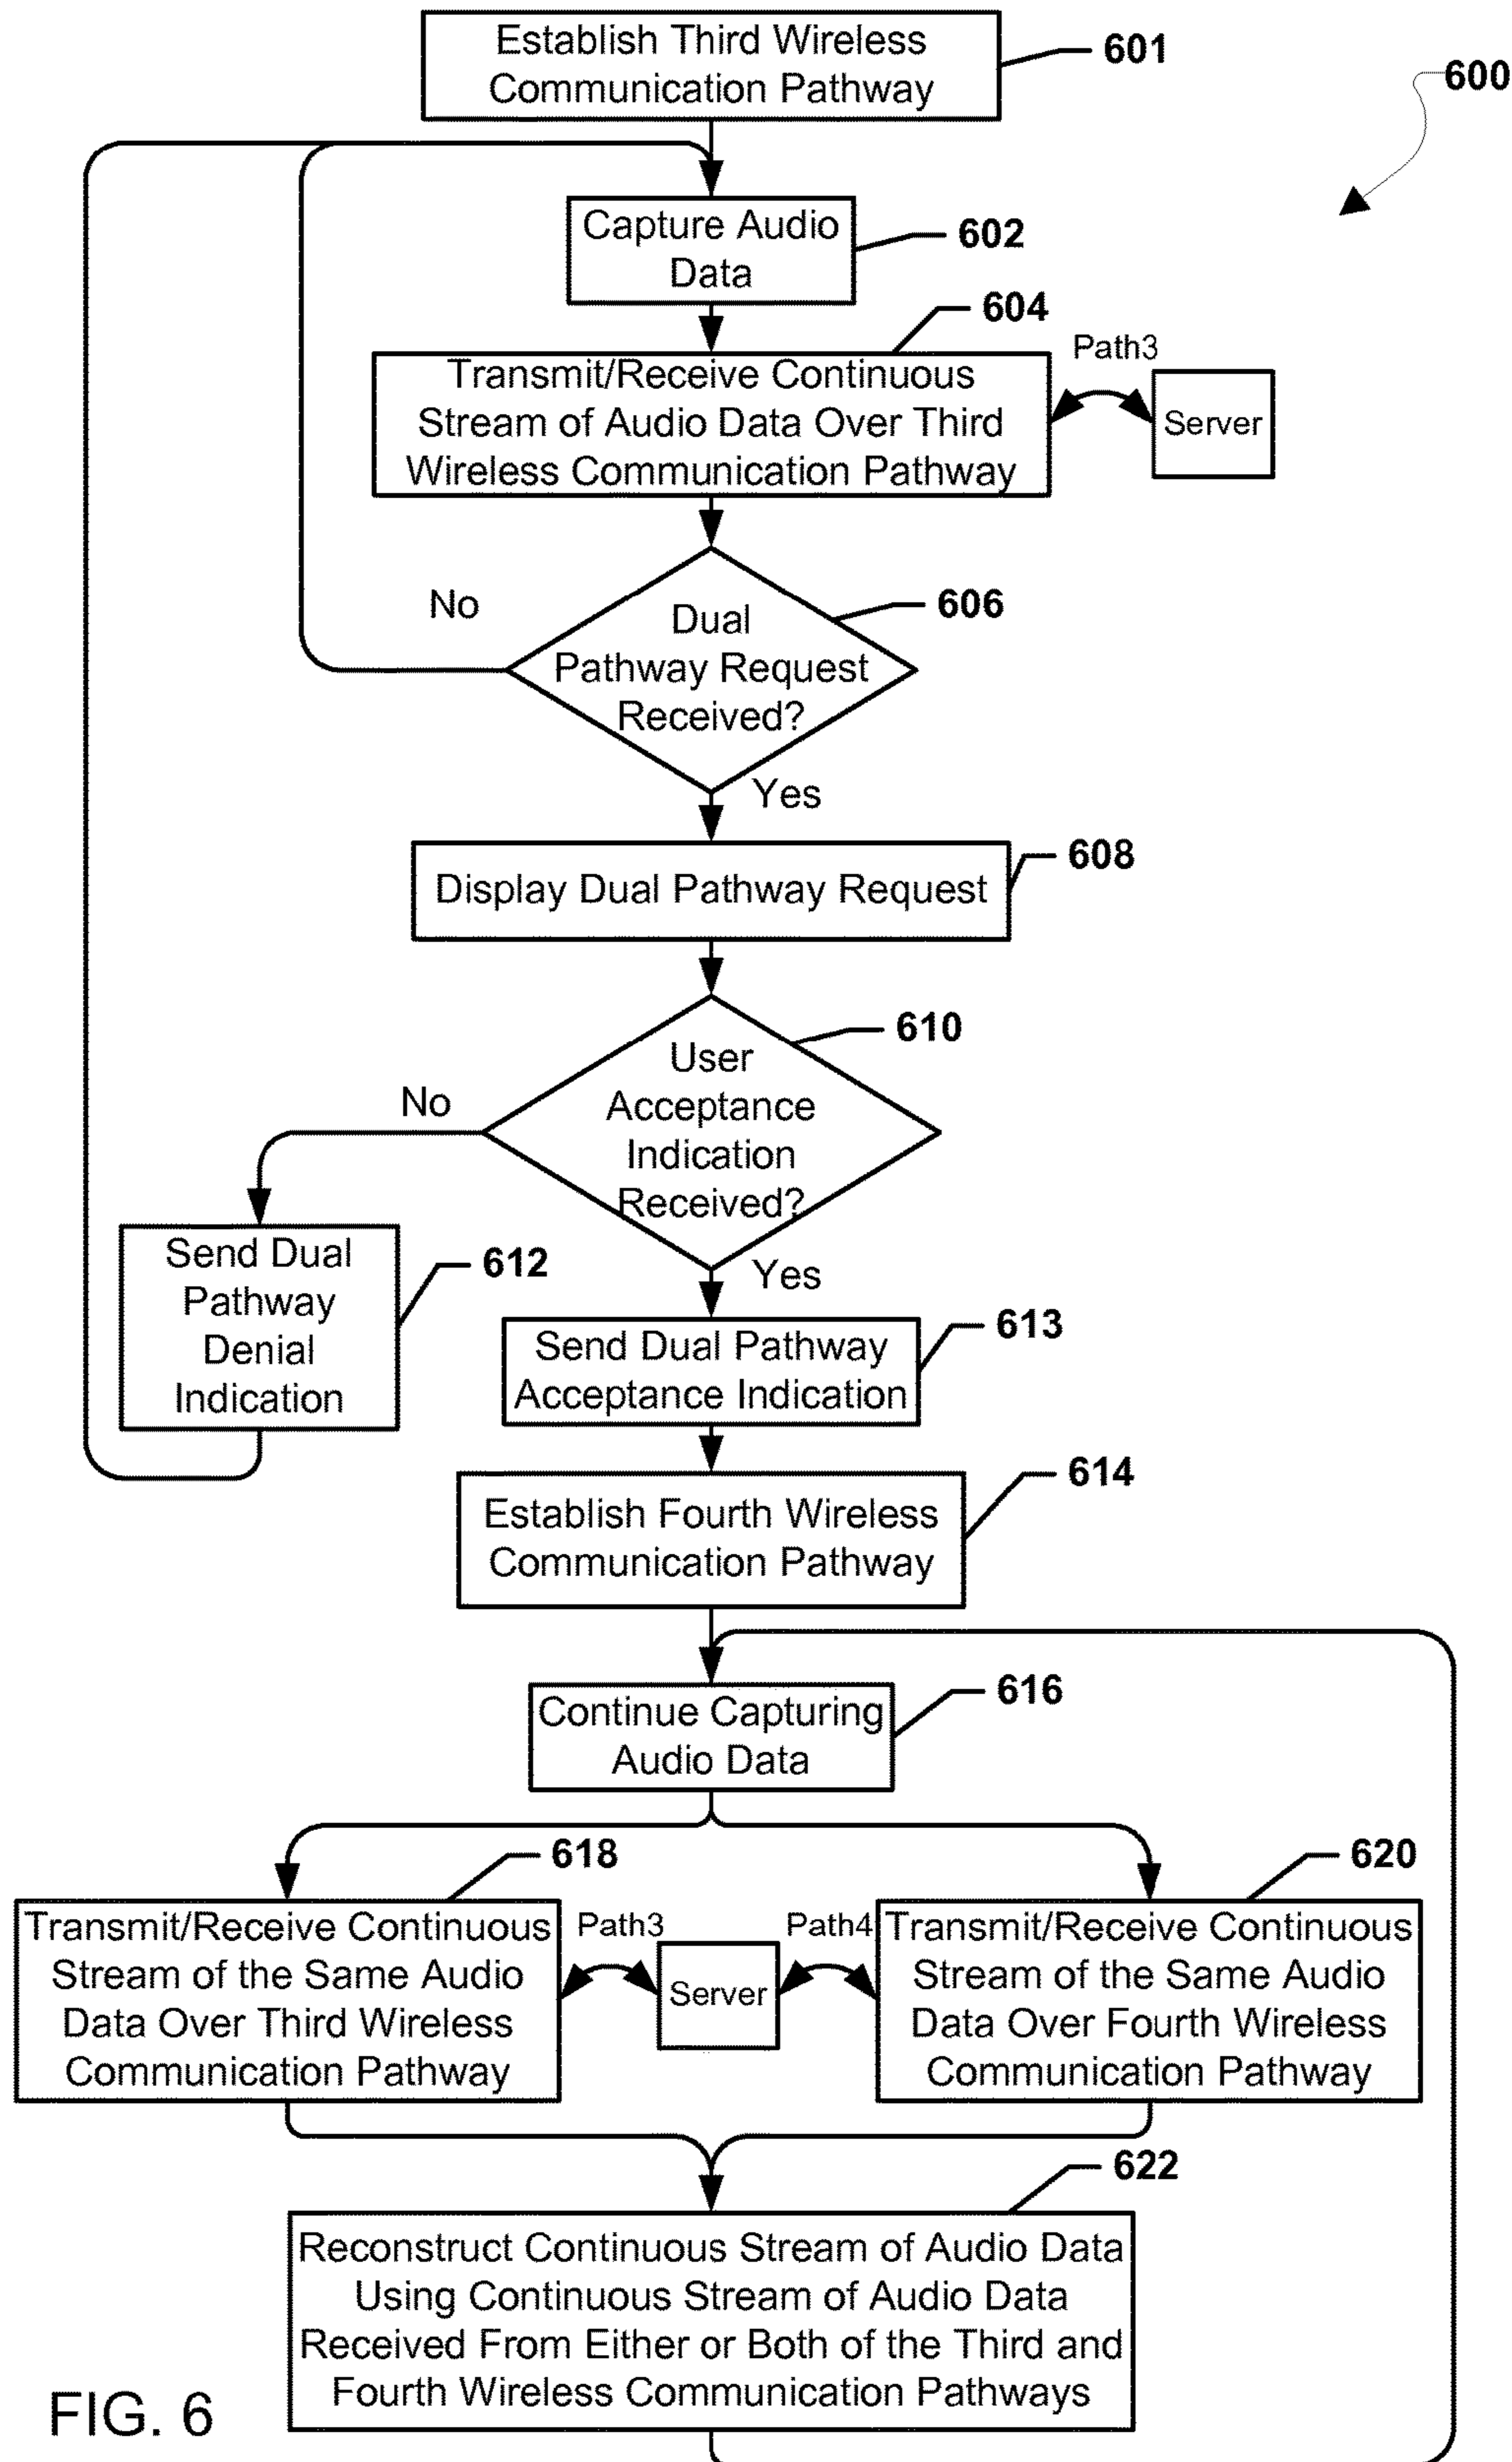 Establish Third Wireless
Communication Pathway
601
600
Capture Audio
Data
602
604
Path3
Transmit/Receive Continuous
Stream of Audio Data Over Third
Wireless Communication Pathway
Server
No
606
Dual
Pathway Request
Received?
Yes
608
Display Dual Pathway Request
610
User
Acceptance
Indication
Received?
No
Send Dual
Pathway
Denial
Indication
612
Yes
613
Send Dual Pathway
Acceptance Indication
614
Establish Fourth Wireless
Communication Pathway
616
Continue Capturing
Audio Data
618
620
Transmit/Receive Continuous
Stream of the Same Audio
Data Over Third Wireless
Communication Pathway
Path3
Server
Path4
Transmit/Receive Continuous
Stream of the Same Audio
Data Over Fourth Wireless
Communication Pathway
622
Reconstruct Continuous Stream of Audio Data
Using Continuous Stream of Audio Data
Received From Either or Both of the Third and
Fourth Wireless Communication Pathways
FIG. 6